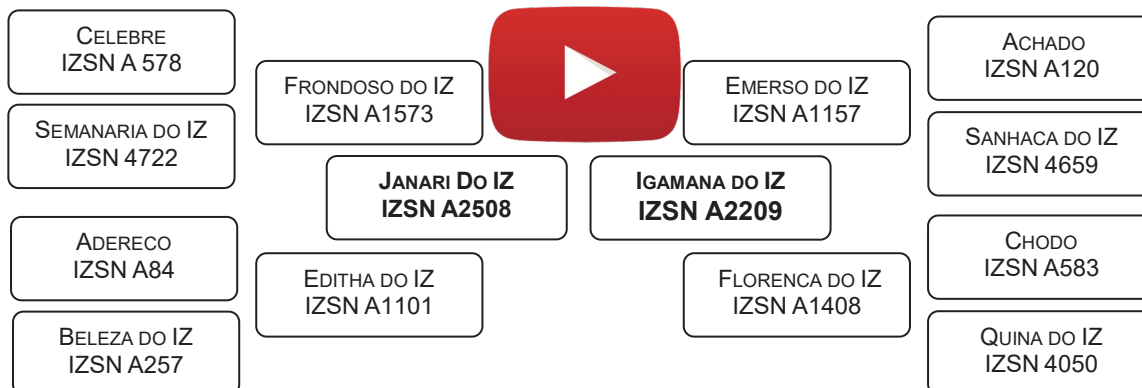 CELEBRE
IZSN A 578
SEMANARIA DO IZ
IZSN 4722
ADERECO
IZSN A84
BELEZA DO IZ
IZSN A257
FRONDOSO DO IZ
IZSN A1573
EDITHA DO IZ
IZSN A1101
JANARI DO IZ
IZSN A2508
IGAMANA DO IZ
IZSN A2209
EMERSO DO IZ
IZSN A1157
FLORENCA DO IZ
IZSN A1408
ACHADO
IZSN A120
SANHACA DO IZ
IZSN 4659
CHODO
IZSN A583
QUINA DO IZ
IZSN 4050